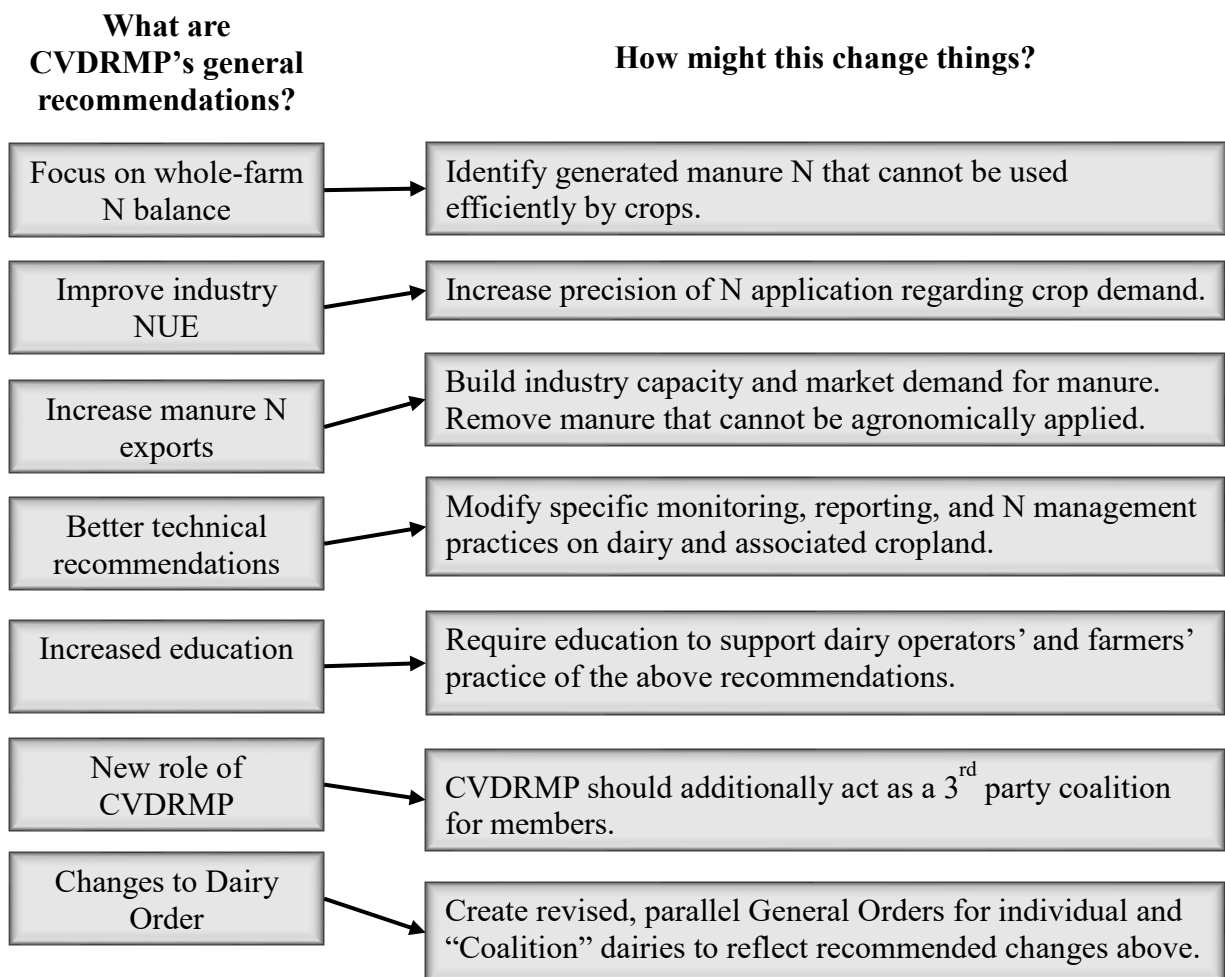 What are
CVDRMP’s general
recommendations?
How might this change things?
Focus on whole-farm
N balance
Identify generated manure N that cannot be used
efficiently by crops.
Improve industry
NUE
Increase precision of N application regarding crop demand.
Increase manure N
exports
Build industry capacity and market demand for manure.
Remove manure that cannot be agronomically applied.
Better technical
recommendations
Modify specific monitoring, reporting, and N management
practices on dairy and associated cropland.
Increased education
Require education to support dairy operators’ and farmers’
practice of the above recommendations.
New role of
CVDRMP
CVDRMP should additionally act as a 3rd party coalition
for members.
Changes to Dairy
Order
Create revised, parallel General Orders for individual and
“Coalition” dairies to reflect recommended changes above.